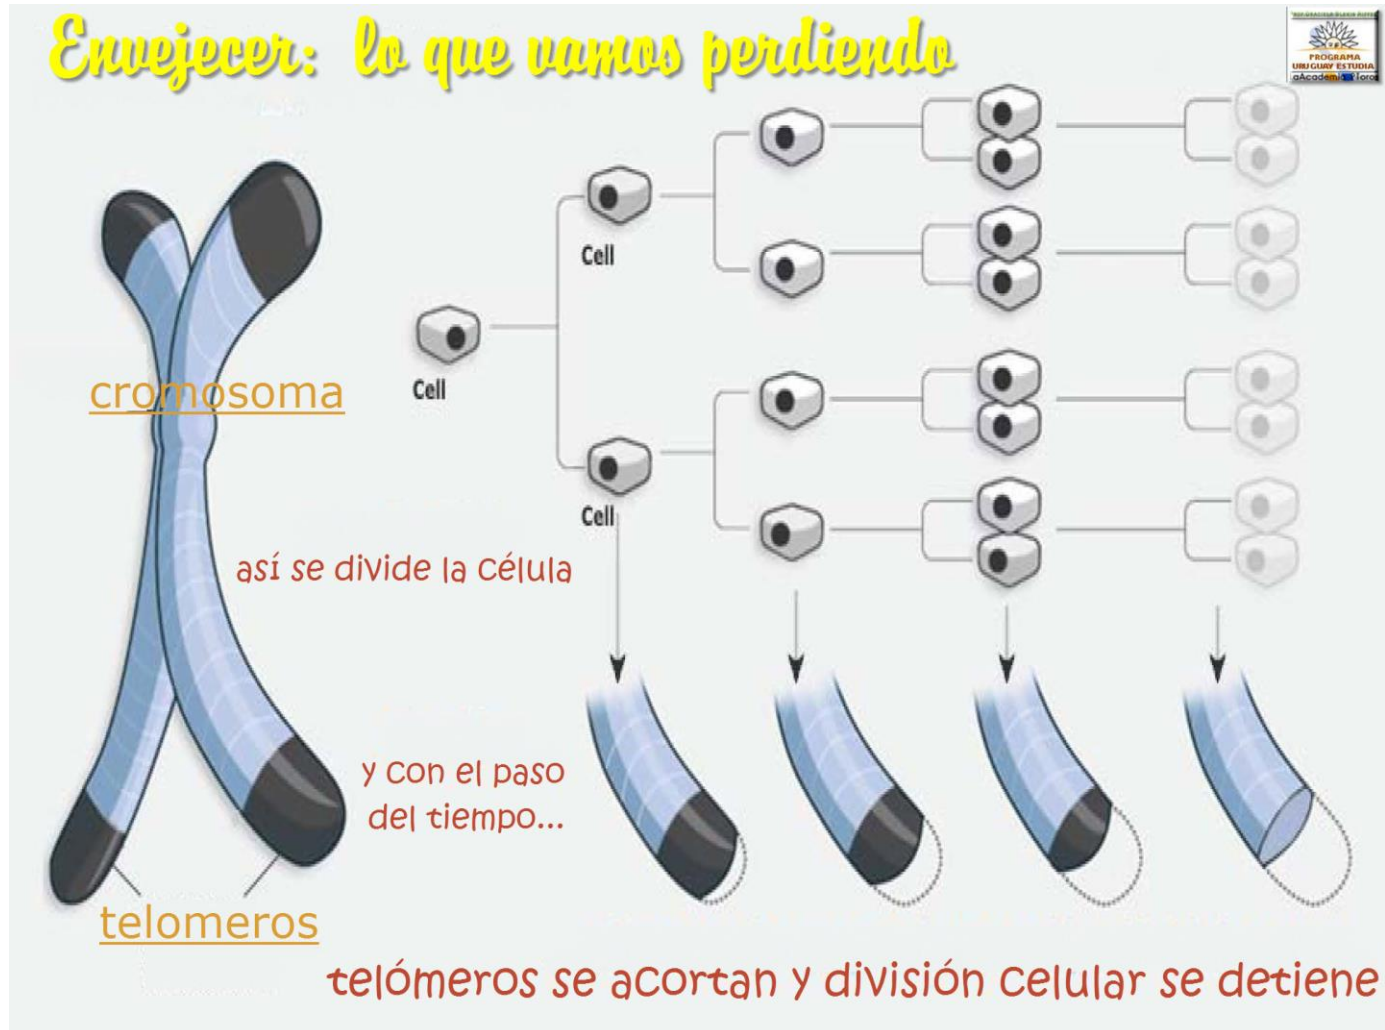 Envejecer: lo que vamos perdiendo
PROGRAMA
URUGUAY ESTUDIA
Cell
Cell
cromosoma
Cell
así se divide la célula
y con el paso
del tiempo...
telomeros
telómeros se acortan y división celular se detiene